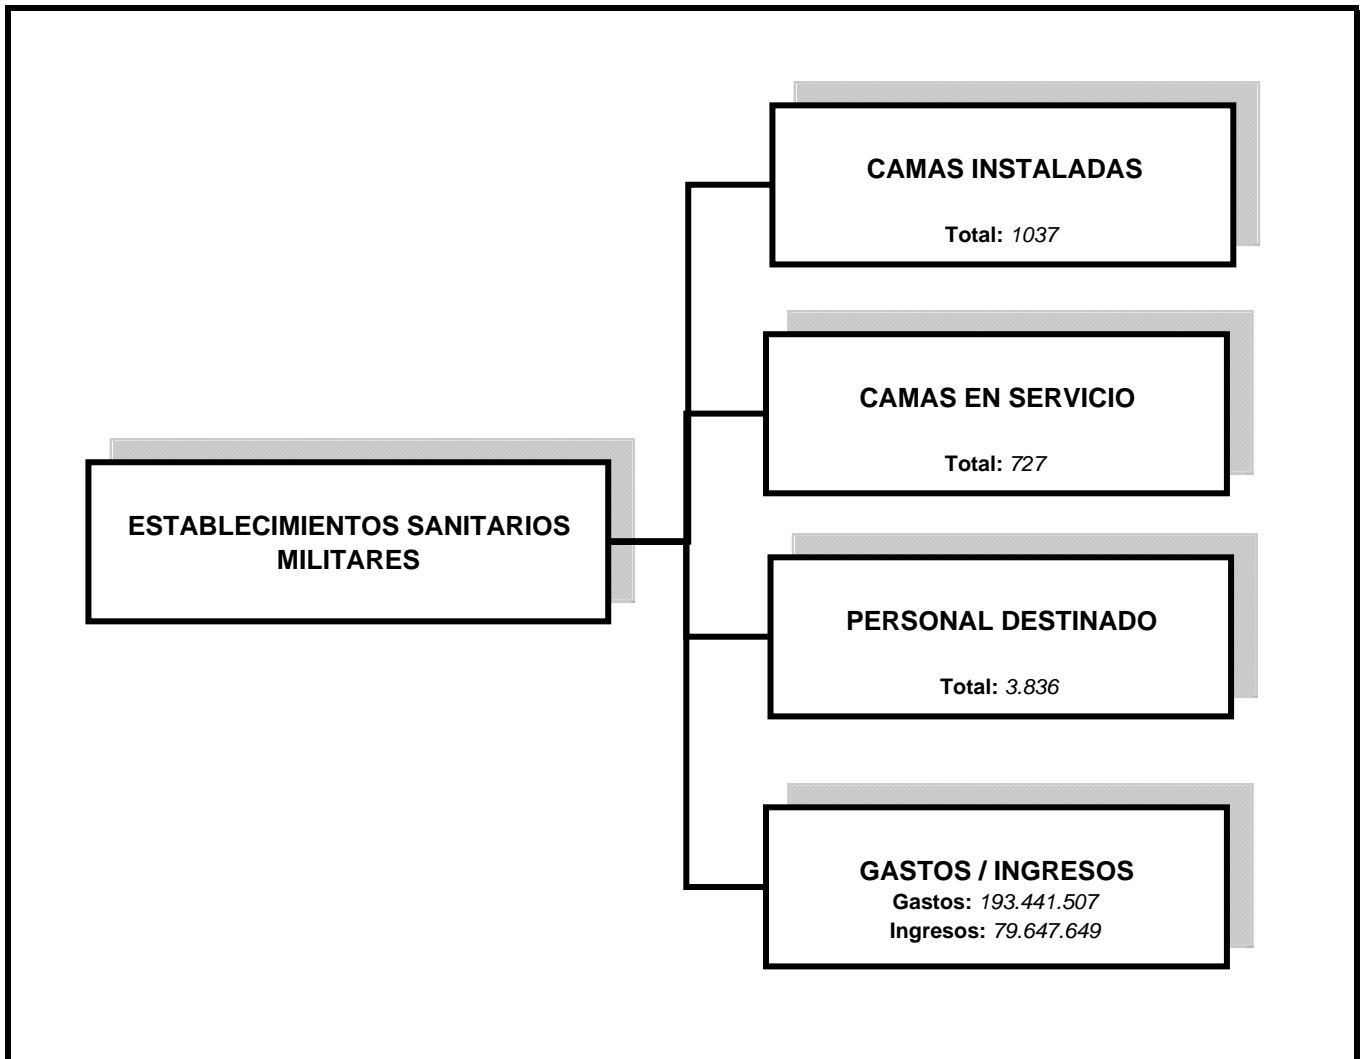 CAMAS INSTALADAS
Total: 1037
CAMAS EN SERVICIO
Total: 727
ESTABLECIMIENTOS SANITARIOS
MILITARES
PERSONAL DESTINADO
Total: 3.836
GASTOS / INGRESOS
Gastos: 193.441.507
Ingresos: 79.647.649